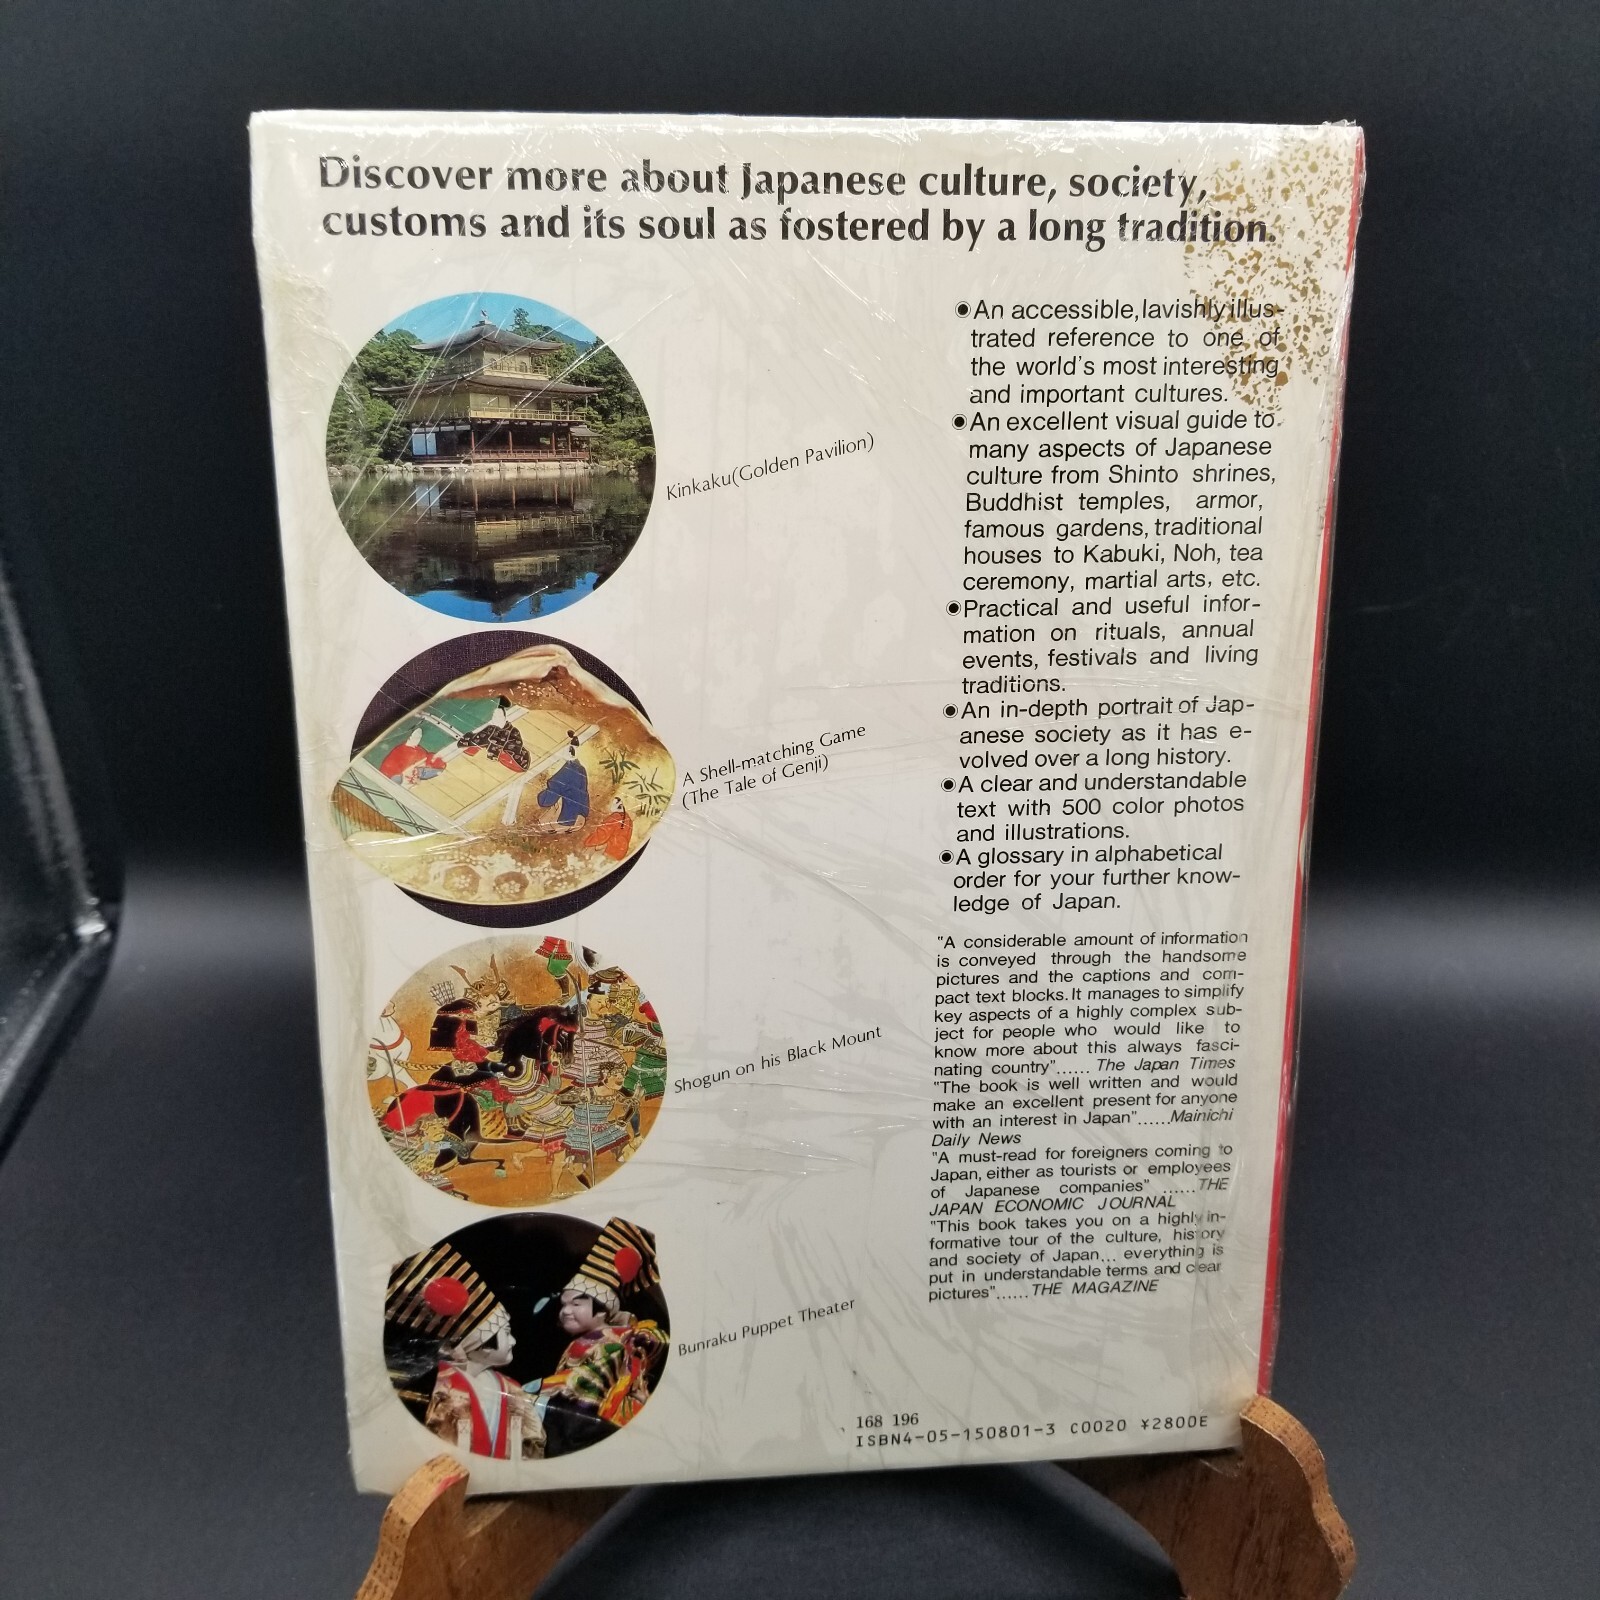 Discover more about Japanese culture, society,
customs and its soul as fostered by a long tradition.
Kinkaku(Golden Pavilion)
A Shell-matching Game
(The Tale of Genji)
Shogun on his Black Mount
Bunraku Puppet Theater
◉An accessible, lavishly illus-
trated reference to one of
the world's most interesting
and important cultures.
◉An excellent visual guide to
many aspects of Japanese
culture from Shinto shrines,
Buddhist temples, armor,
famous gardens, traditional
houses to Kabuki, Noh, tea
ceremony, martial arts, etc.
◉Practical and useful infor-
mation on rituals, annual
events, festivals and living
traditions.
◉An in-depth portrait of Jap-
anese society as it has e-
volved over a long history.
◉A clear and understandable
text with 500 color photos
and illustrations.
◉A glossary in alphabetical
order for your further know-
ledge of Japan.
"A considerable amount of information
is conveyed through the handsome
pictures and the captions and com-
pact text blocks. It manages to simplify
key aspects of a highly complex sub-
ject for people who would like to
know more about this always fasci-
nating country"...... The Japan Times
"The book is well written and would
make an excellent present for anyone
with an interest in Japan"......Mainichi
Daily News
"A must-read for foreigners coming to
Japan, either as tourists or employees
of Japanese companies" ......THE
JAPAN ECONOMIC JOURNAL
"This book takes you on a highly in-
formative tour of the culture, history
and society of Japan... everything is
put in understandable terms and clear
pictures"......THE MAGAZINE
168 196
ISBN4-05-150801-3 C0020 ¥2800E